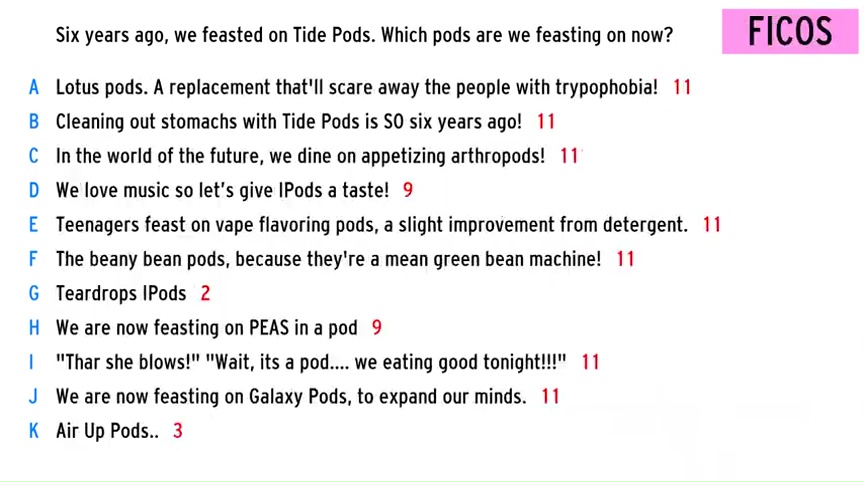 Six years ago, we feasted on Tide Pods. Which pods are we feasting on now?
FICOS
A Lotus pods. A replacement that'll scare away the people with trypophobia! 11
B Cleaning out stomachs with Tide Pods is SO six years ago! 11
C In the world of the future, we dine on appetizing arthropods! 11
D We love music so let's give IPods a taste! 9
E Teenagers feast on vape flavoring pods, a slight improvement from detergent. 11
F The beany bean pods, because they're a mean green bean machine! 11
G Teardrops IPods 2
H We are now feasting on PEAS in a pod 9
I "Thar she blows!" "Wait, its a pod.... we eating good tonight!!!" 11
J We are now feasting on Galaxy Pods, to expand our minds. 11
K Air Up Pods.. 3